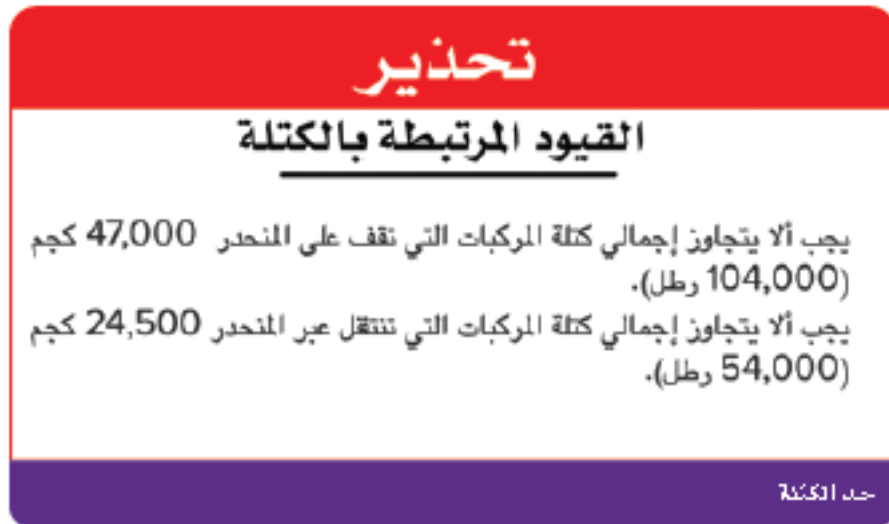 تحذير
القيود المرتبطة بالكتلة
يجب ألا يتجاوز إجمالي كتلة المركبات التي تقف على المنحدر 47,000 كجم
(104,000 رطل).
يجب ألا يتجاوز إجمالي كتلة المركبات التي تنتقل عبر المنحدر 24,500 كجم
(54,000 رطل).
حد الكتلة